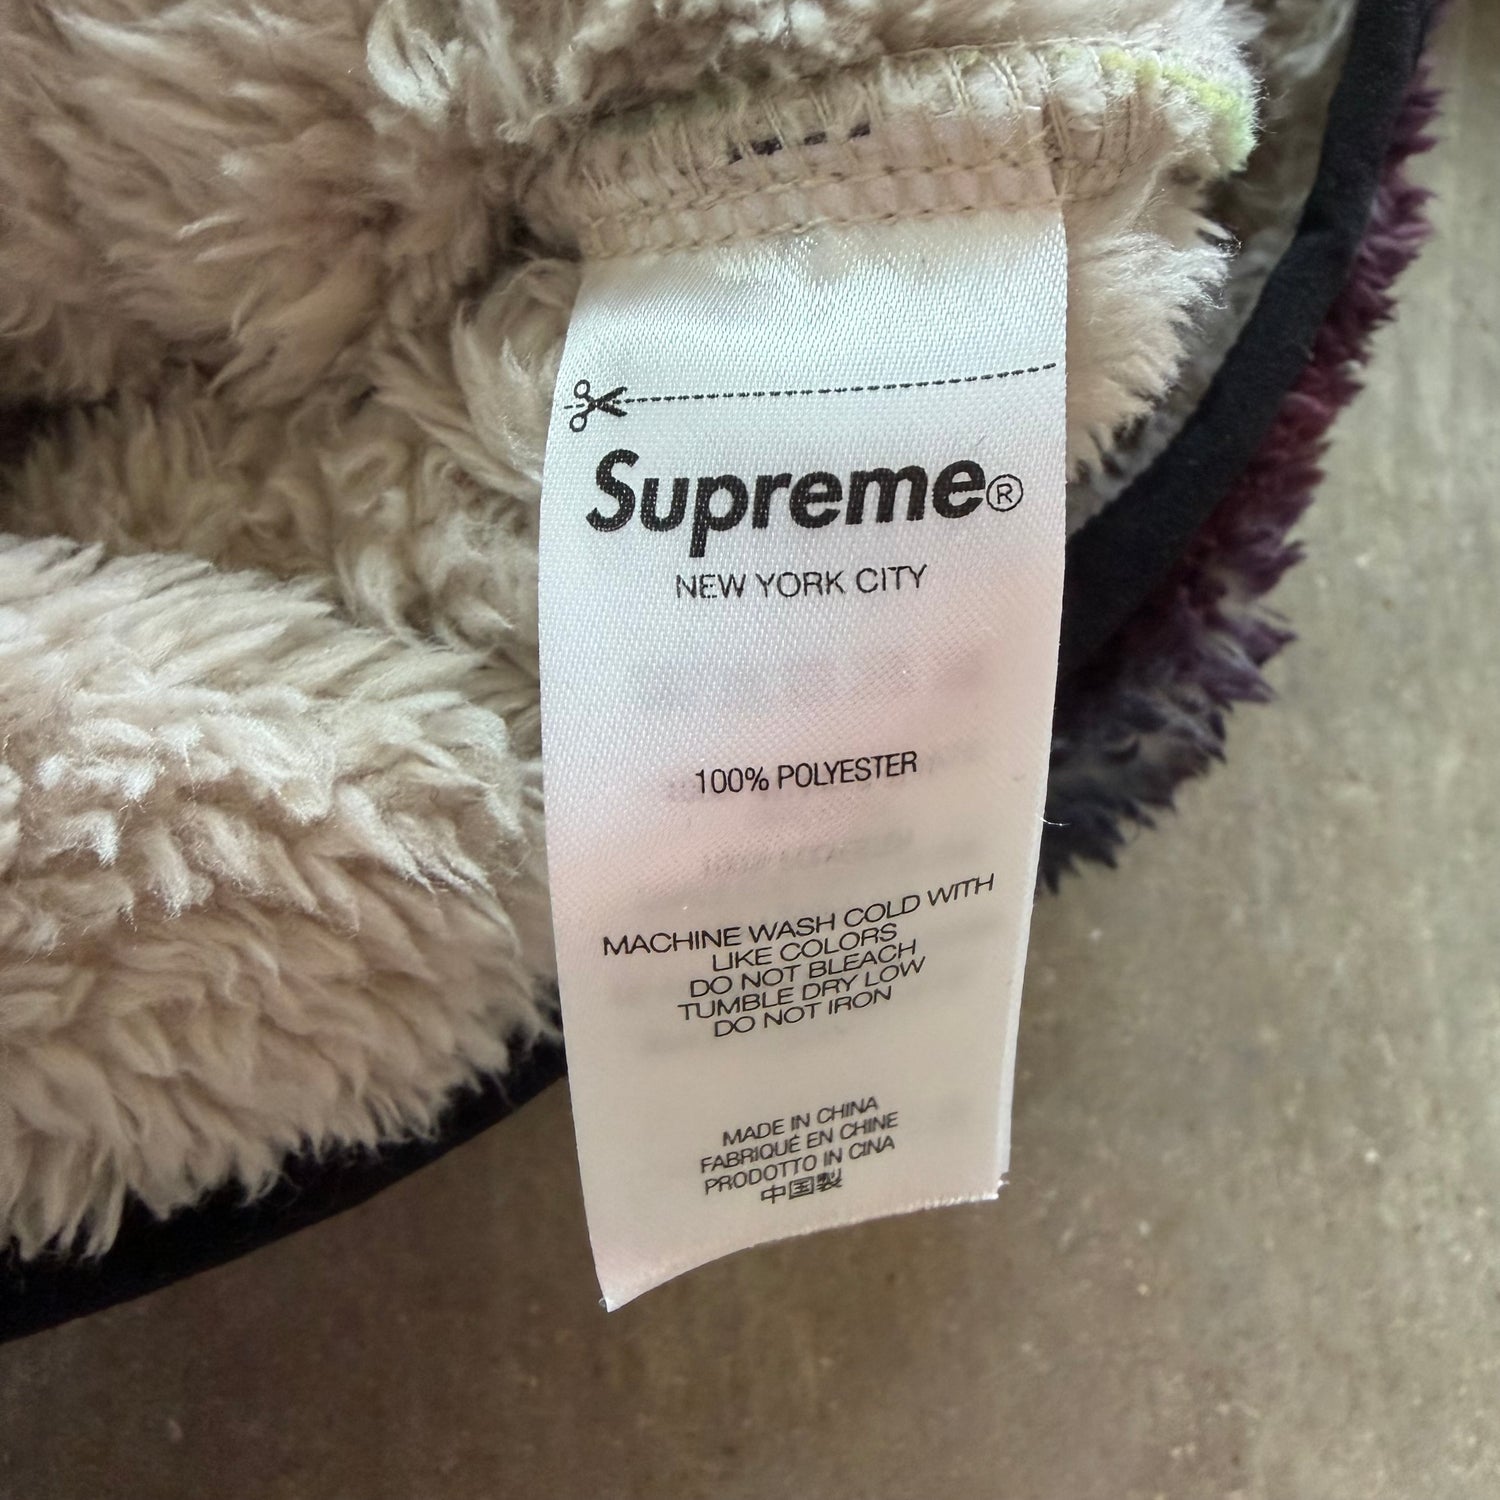 Supreme®
NEW YORK CITY
100% POLYESTER
MACHINE WASH COLD WITH
LIKE COLORS
DO NOT BLEACH
TUMBLE DRY LOW
DO NOT IRON
MADE IN CHINA
FABRIQUÉ EN CHINE
PRODOTTO IN CINA
中国製